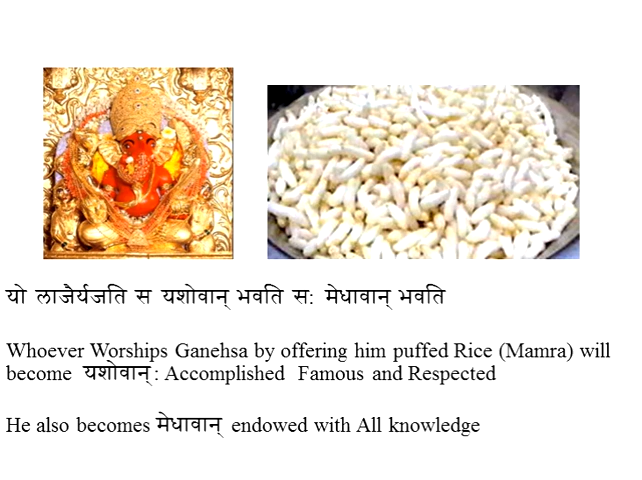 यो लाजैर्यजति स यशोवान् भवति स: मेधावान् भवति
Whoever Worships Ganehsa by offering him puffed Rice (Mamra) will
become यशोवान् : Accomplished Famous and Respected
He also becomes मेधावान् endowed with All knowledge